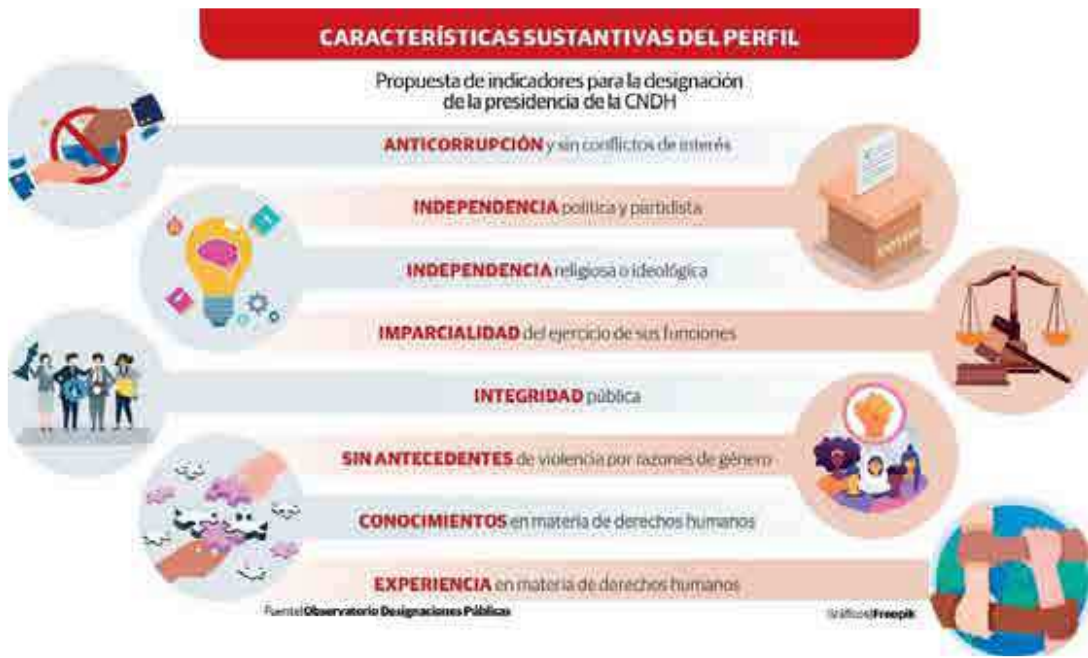 CARACTERÍSTICAS SUSTANTIVAS DEL PERFIL
Propuesta de indicadores para la designación
de la presidencia de la CNDH
ANTICORRUPCIÓN y sin conflictos de interés
INDEPENDENCIA política y partidista
INDEPENDENCIA religiosa o ideológica
IMPARCIALIDAD del ejercicio de sus funciones
INTEGRIDAD pública
SIN ANTECEDENTES de violencia por razones de género
CONOCIMIENTOS en materia de derechos humanos
EXPERIENCIA en materia de derechos humanos
Fuente|Observatorio Designaciones Públicas
Gráficos|Freepik